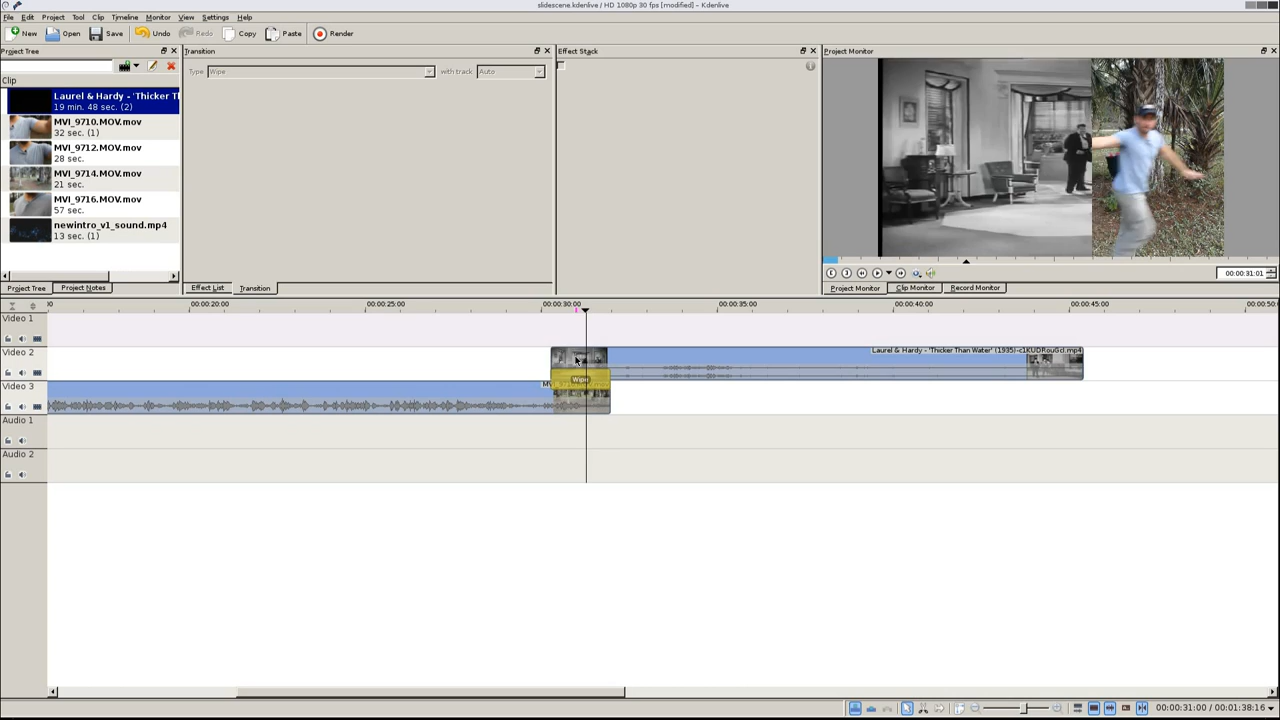 slidescene.kdenlive / HD 1080p 30 fps [modified] – Kdenlive
File Edit Project Tool Clip Timeline Monitor View Settings Help
New Open Save Undo Redo Copy Paste Render
Project Tree
Transition
Effect Stack
Project Monitor
Type Wipe with track Auto
Clip
Laurel & Hardy - 'Thicker Tl
19 min. 48 sec. (2)
MVI_9710.MOV.mov
32 sec. (1)
MVI_9712.MOV.mov
28 sec.
MVI_9714.MOV.mov
21 sec.
MVI_9716.MOV.mov
57 sec.
newintro_v1_sound.mp4
13 sec. (1)
00:00:31:01
Project Tree Project Notes
Effect List Transition
Project Monitor Clip Monitor Record Monitor
00:00:20:00 00:00:25:00 00:00:30:00 00:00:35:00 00:00:40:00 00:00:45:00 00:00:50:
Video 1
Video 2
Laurel & Hardy - 'Thicker Than Water' (1935)-c1KUDRouGcI.mp4
Wipe
Video 3
Audio 1
Audio 2
00:00:31:00 / 00:01:38:16